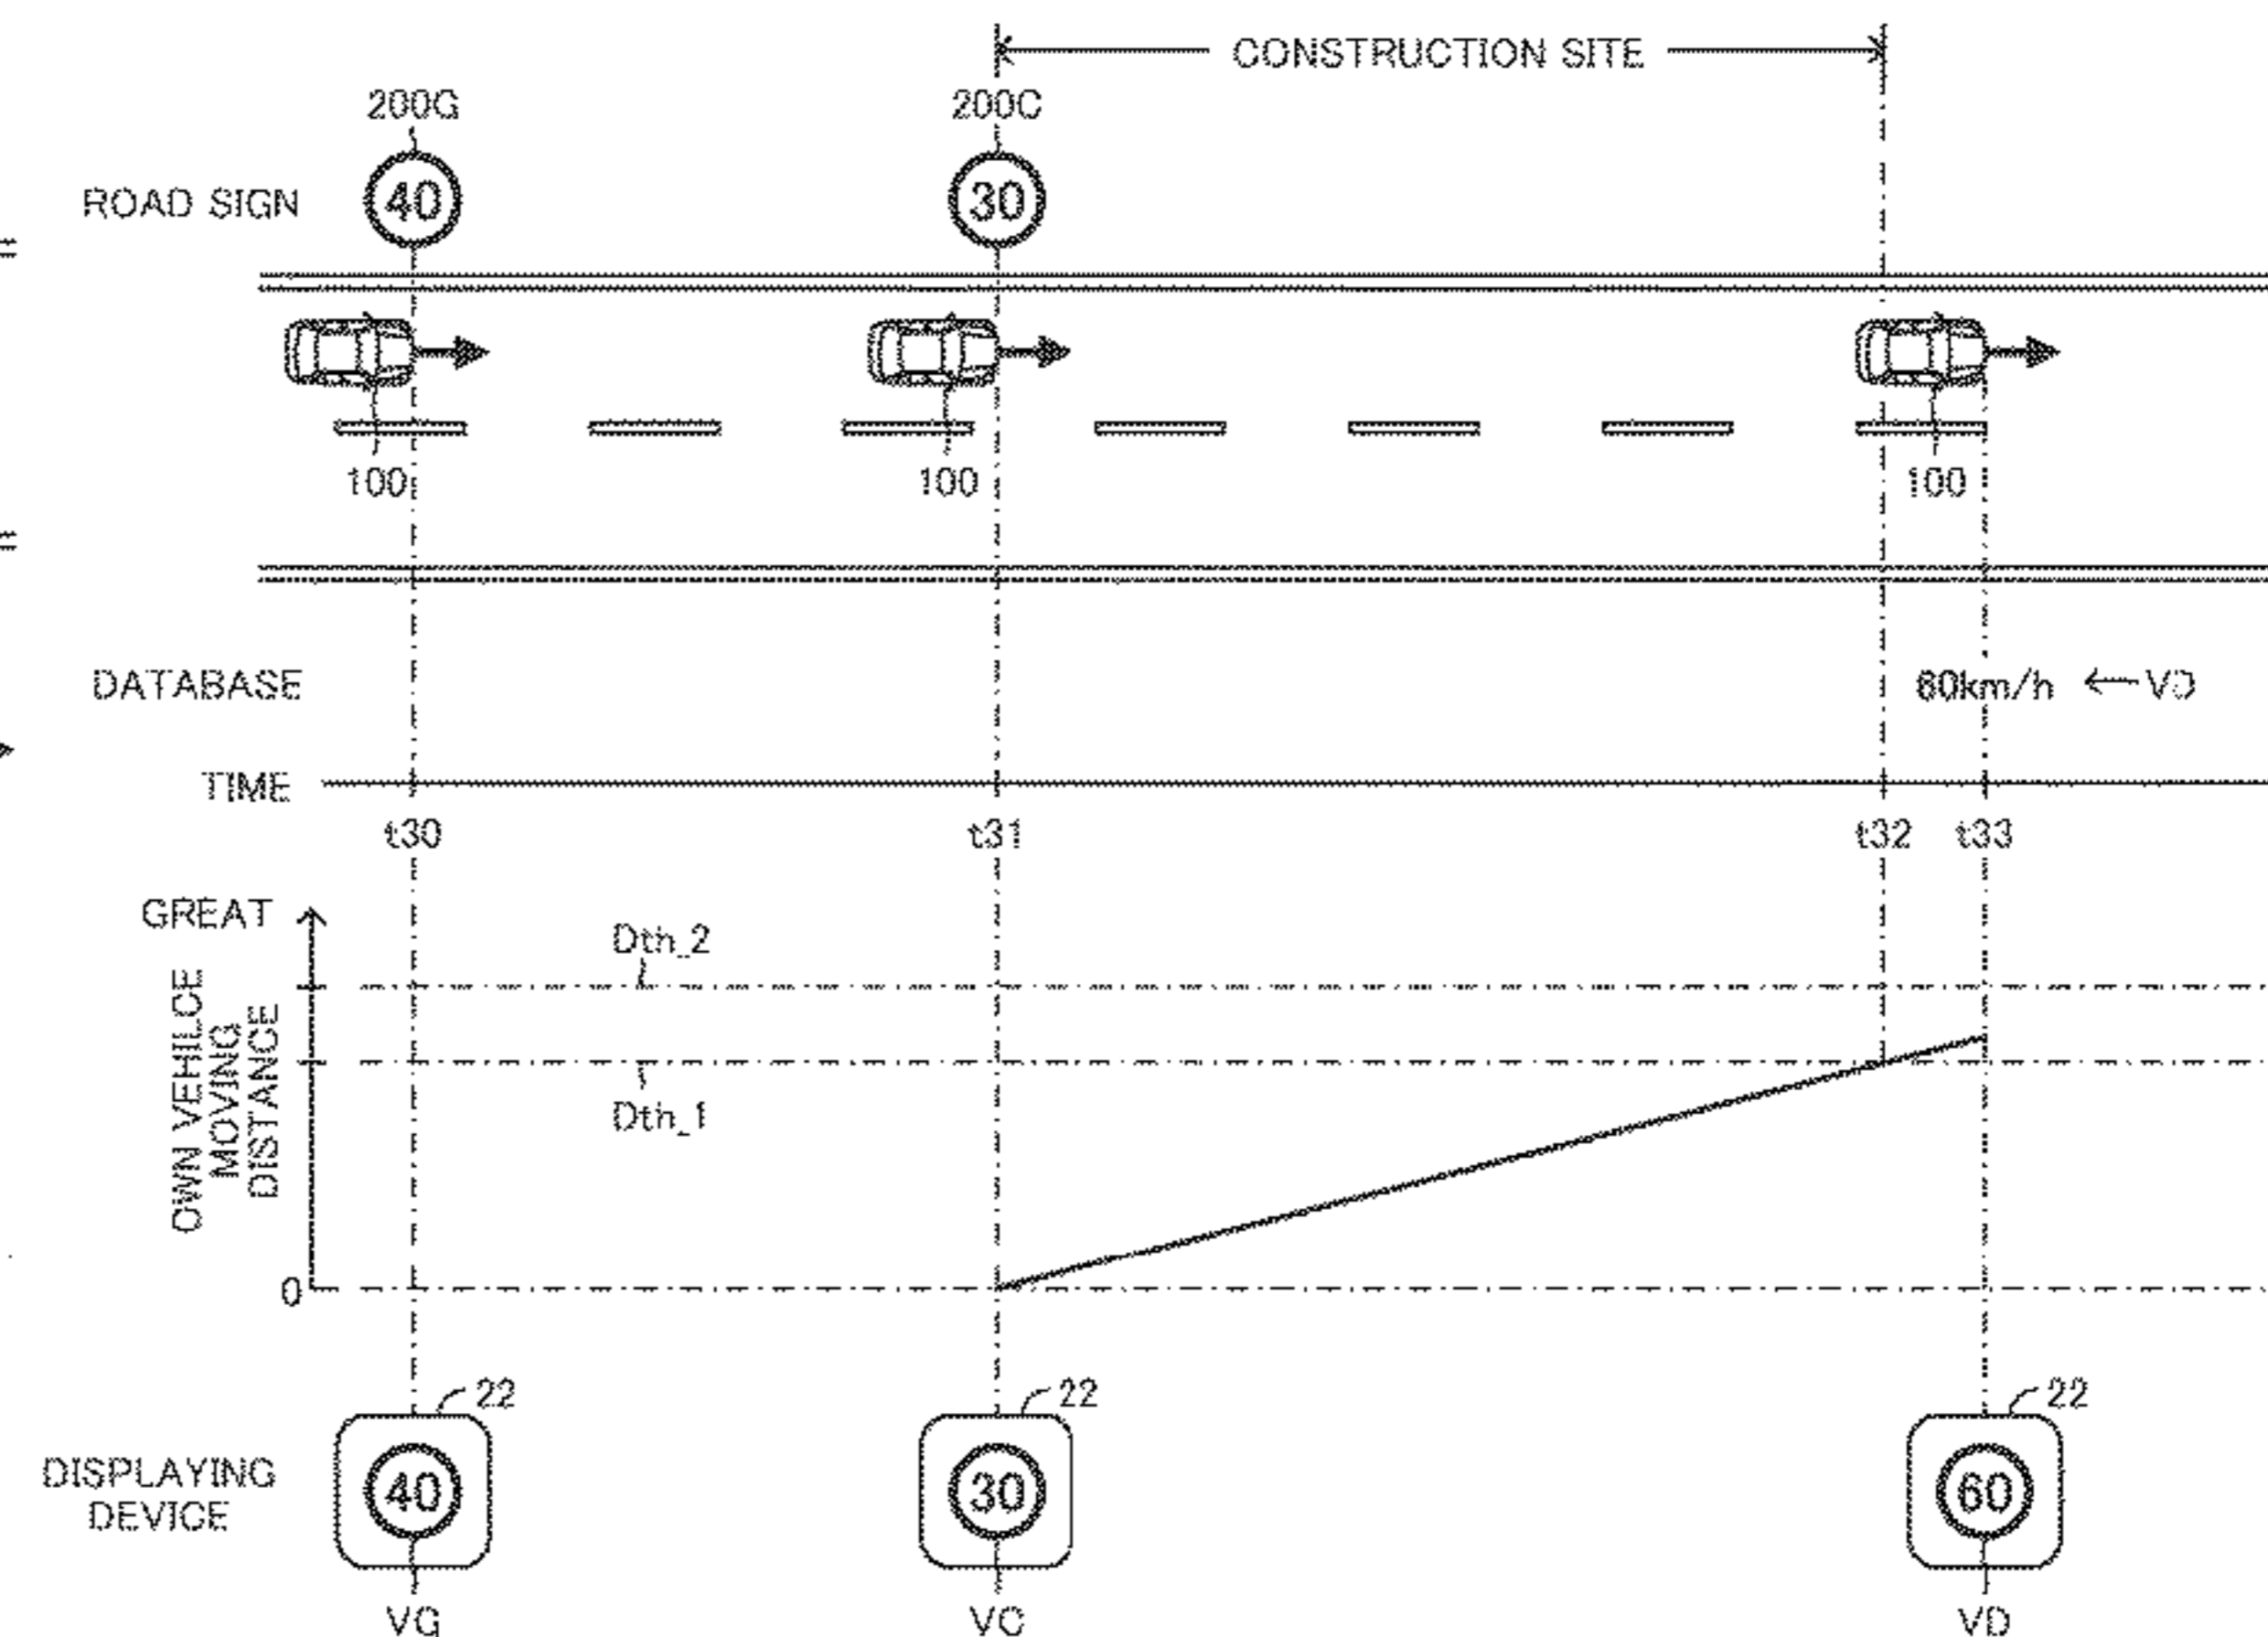 CONSTRUCTION SITE
200G
200C
ROAD SIGN
40
30
100
100
100
DATABASE
60km/h ← VD
TIME
t30
t31
t32
t33
GREAT
Dth_2
Dth_1
OWN VEHILCE
MOVING
DISTANCE
0
22
22
22
DISPLAYING
DEVICE
40
30
60
VG
VC
VD